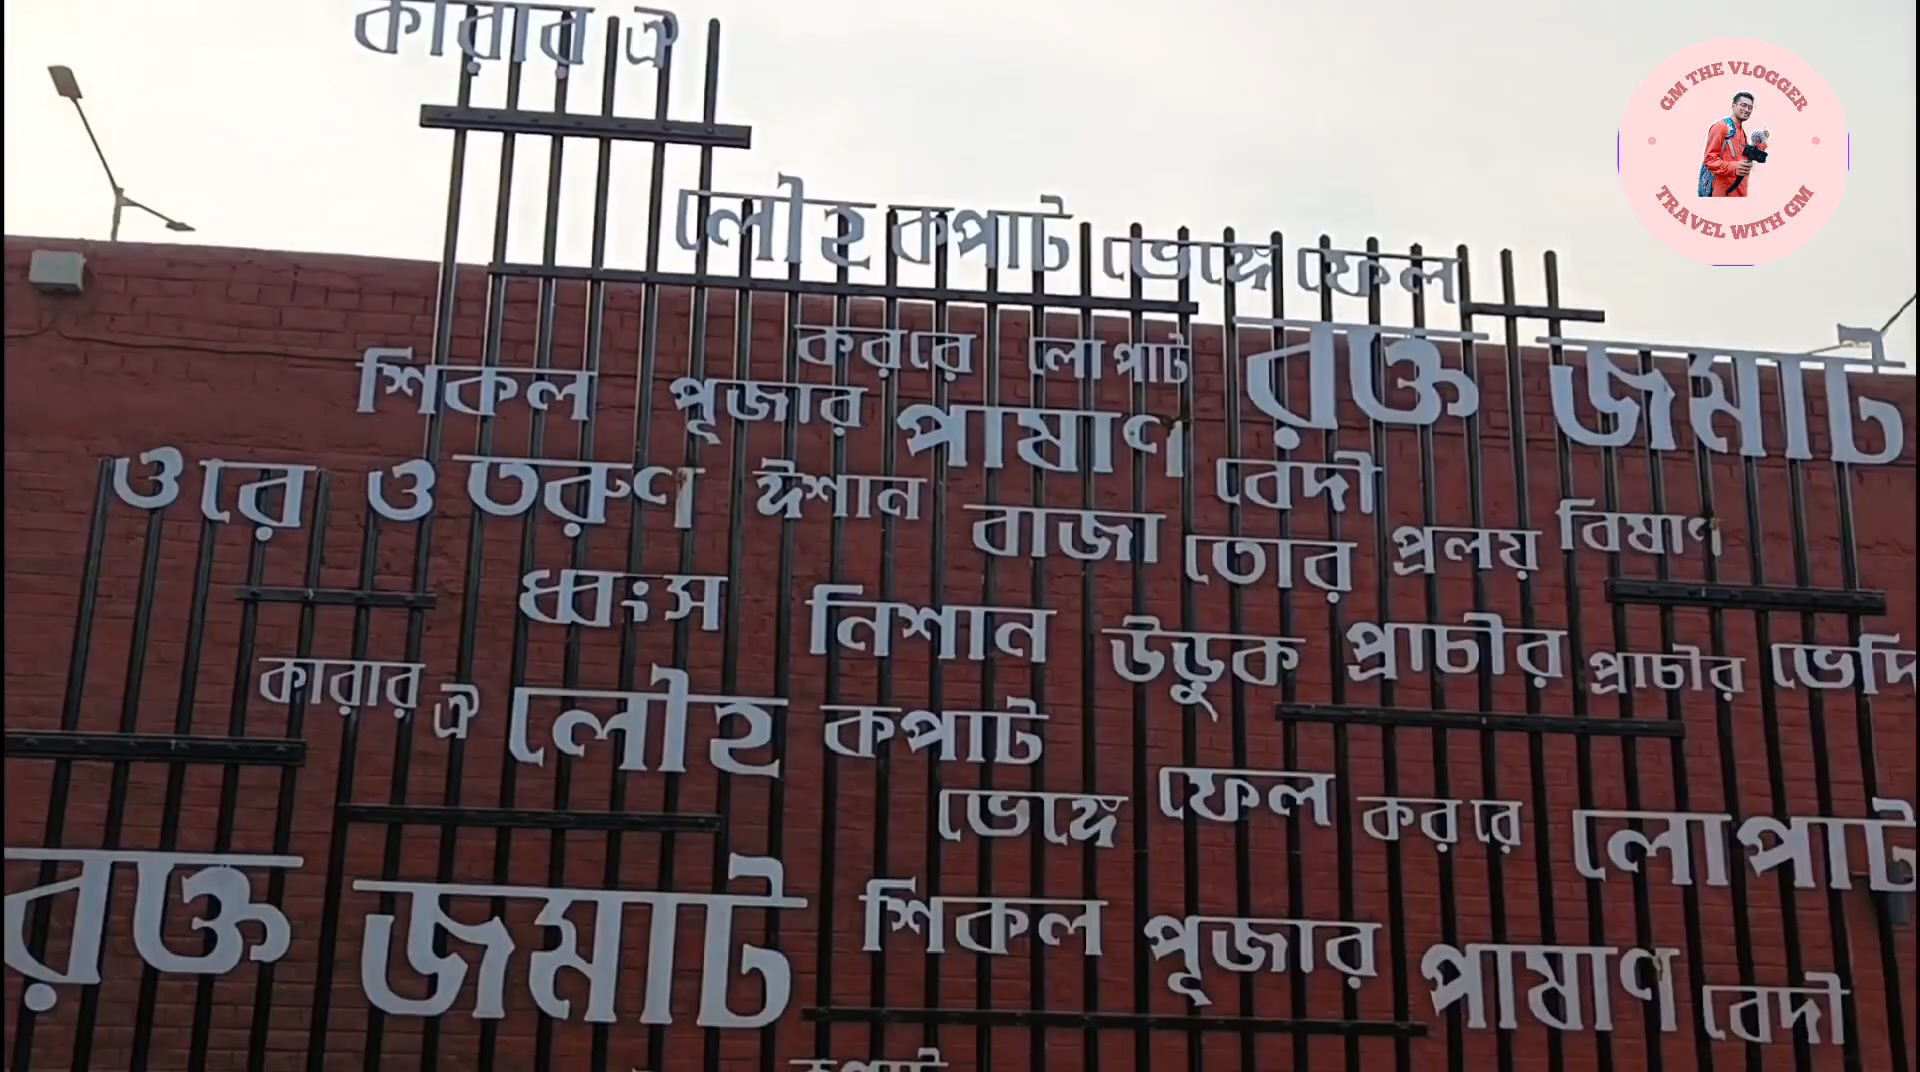 কারার ঐ
লৌহ কপাট ভেঙ্গে ফেল
কররে লোপাট রক্ত জমাট
শিকল পূজার পাষাণ বেদী
ওরে ও তরুণ ঈশান
বাজা তোর প্রলয় বিষাণ
ধ্বংস নিশান উড়ুক প্রাচীর প্রাচীর ভেদি
কারার ঐ লৌহ কপাট
ভেঙ্গে ফেল কররে লোপাট
রক্ত জমাট শিকল পূজার পাষাণ বেদী
কপাট
GM THE VLOGGER
TRAVEL WITH GM